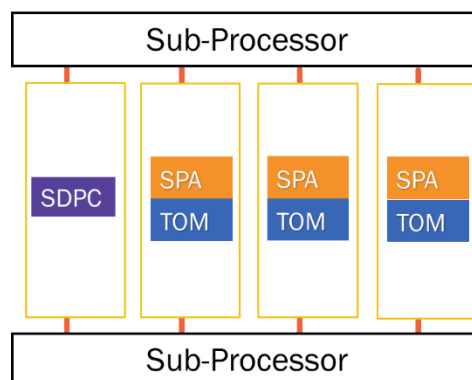 Sub-Processor
SDPC
SPA
TOM
SPA
TOM
SPA
TOM
Sub-Processor